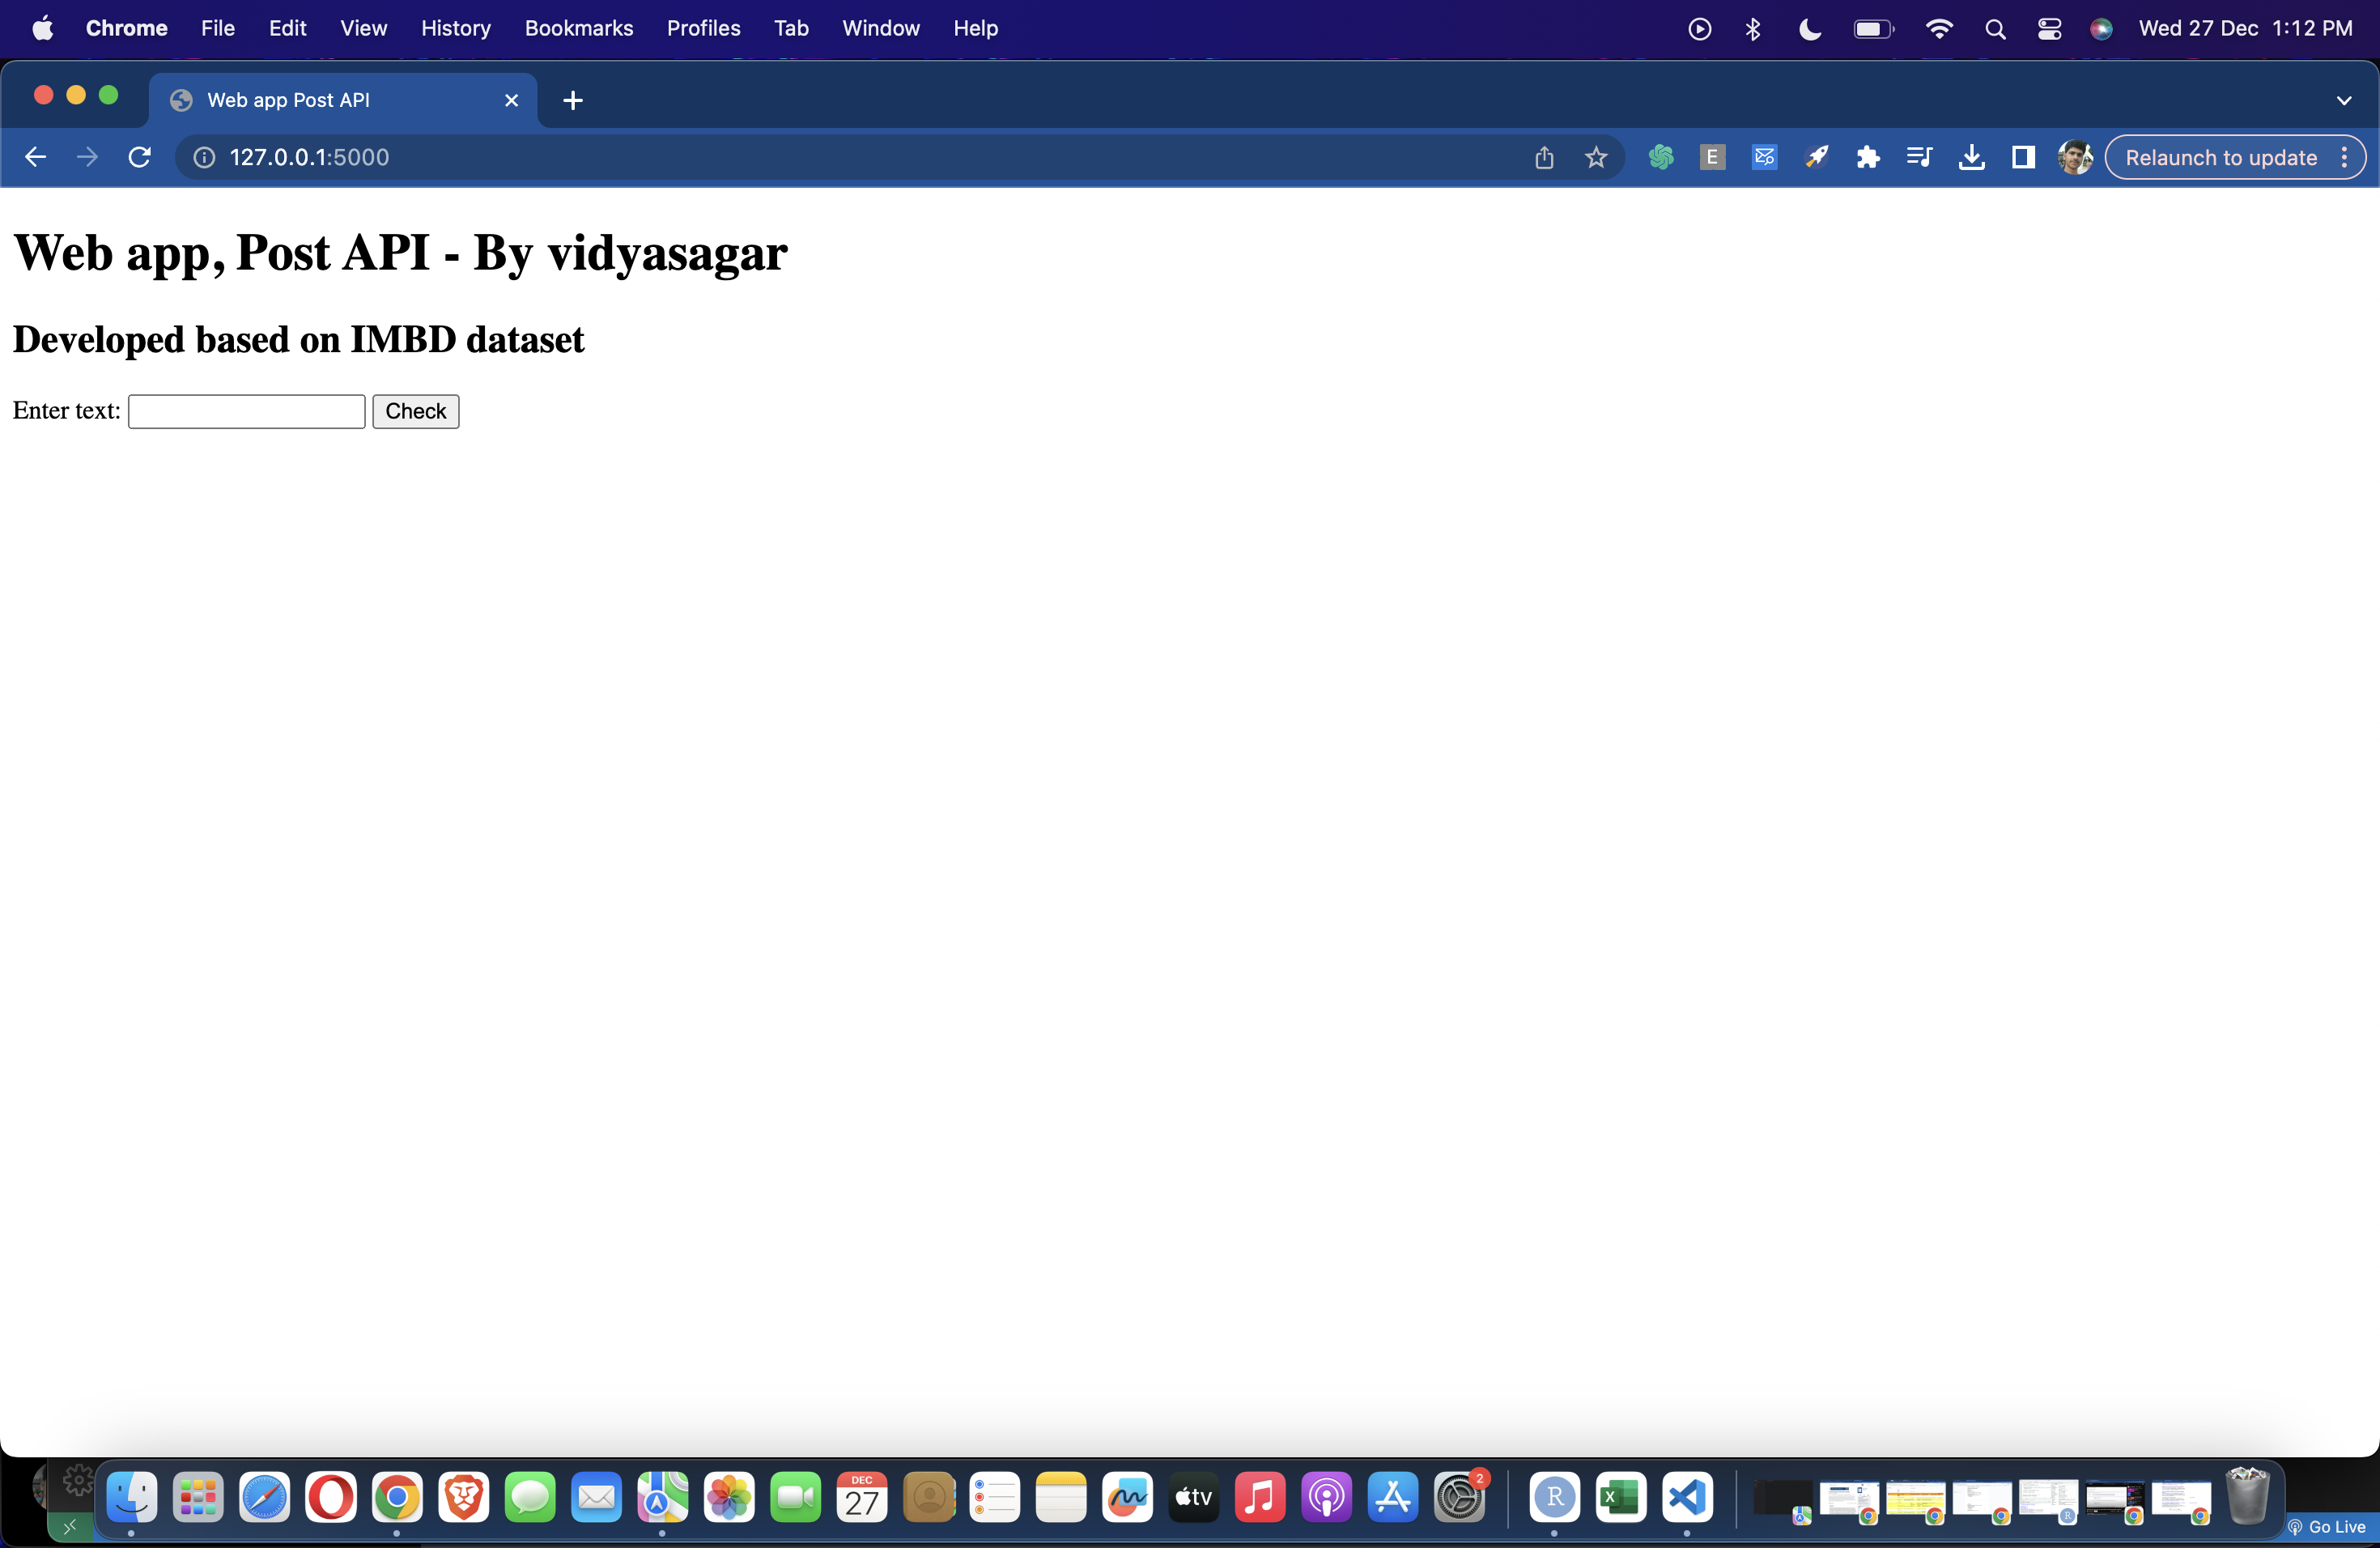 Chrome File Edit View History Bookmarks Profiles Tab Window Help Wed 27 Dec 1:12 PM
Web app Post API
127.0.0.1:5000 E Relaunch to update
Web app, Post API - By vidyasagar
Developed based on IMBD dataset
Enter text: Check
DEC
27 tv 2 R X
Go Live